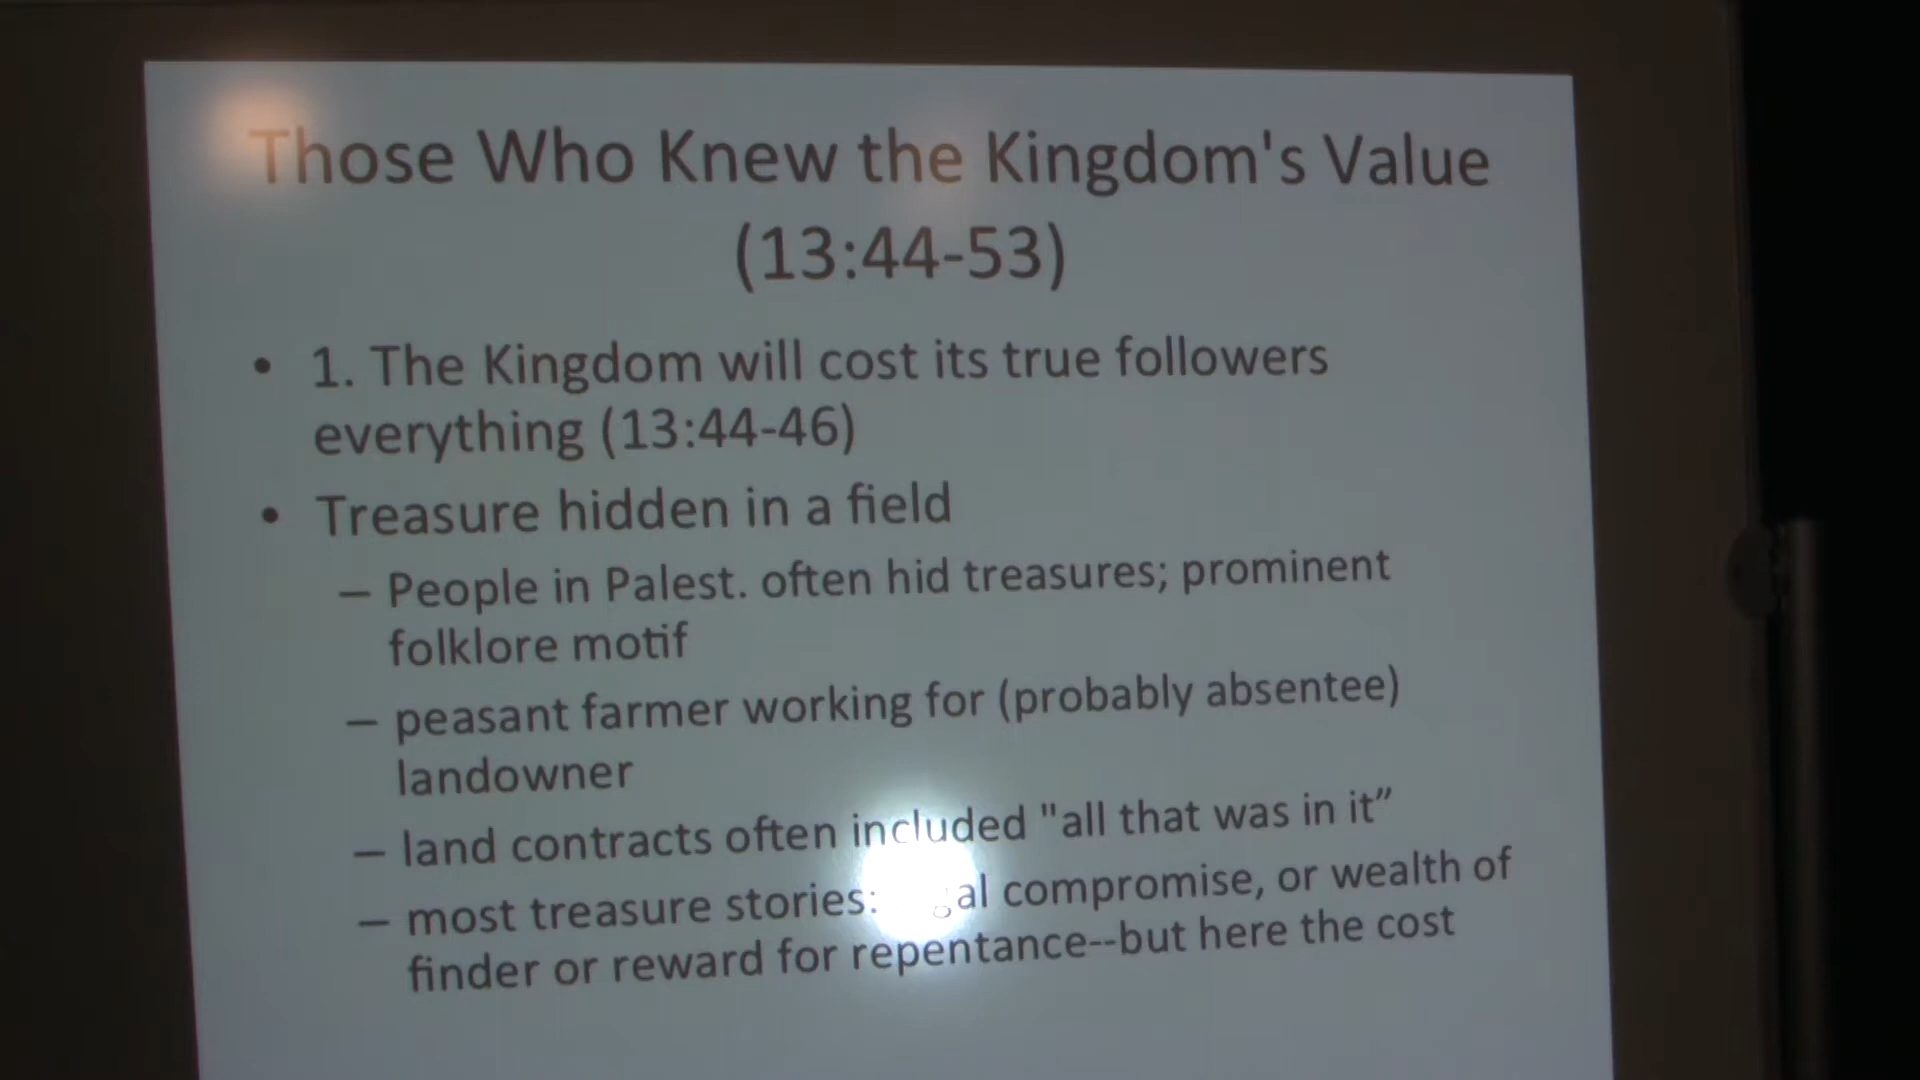 Those Who Knew the Kingdom's Value
(13:44-53)
• 1. The Kingdom will cost its true followers
everything (13:44-46)
• Treasure hidden in a field
– People in Palest. often hid treasures; prominent
folklore motif
– peasant farmer working for (probably absentee)
landowner
– land contracts often included "all that was in it”
– most treasure stories: compromise, or wealth of
finder or reward for repentance--but here the cost